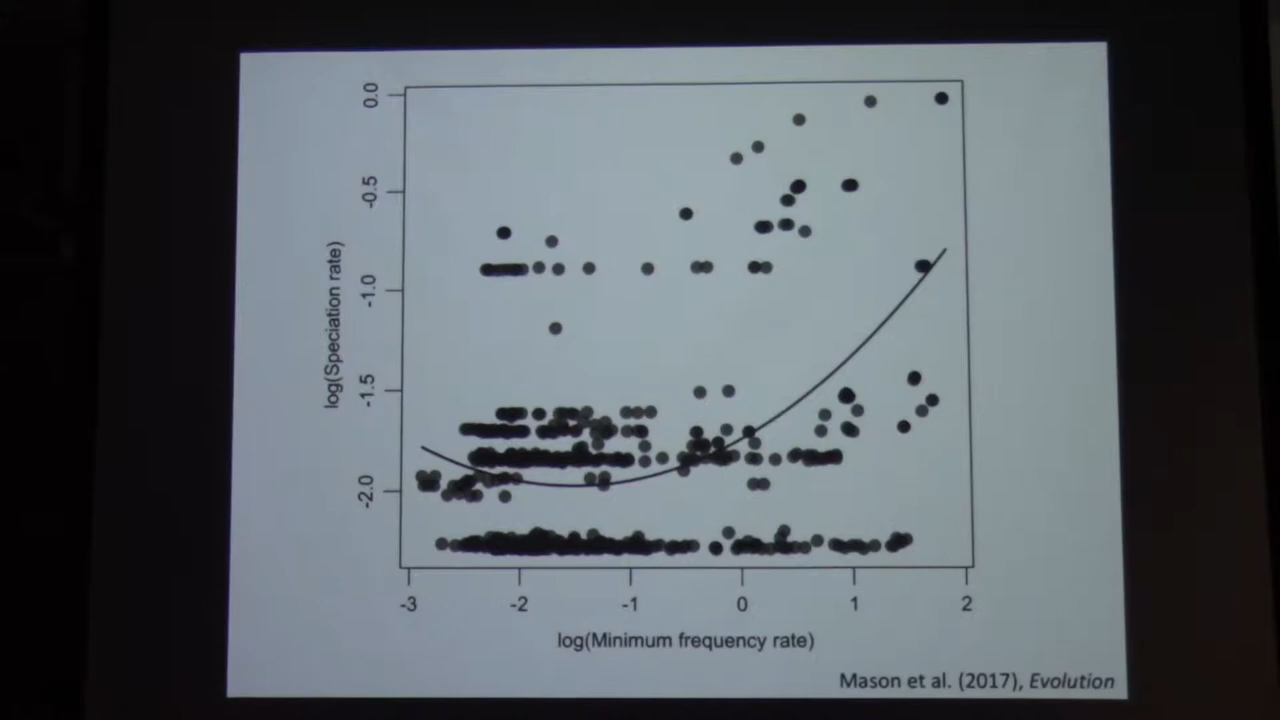 0.0
-0.5
-1.0
-1.5
-2.0
log(Speciation rate)
-3 -2 -1 0 1 2
log(Minimum frequency rate)
Mason et al. (2017), Evolution